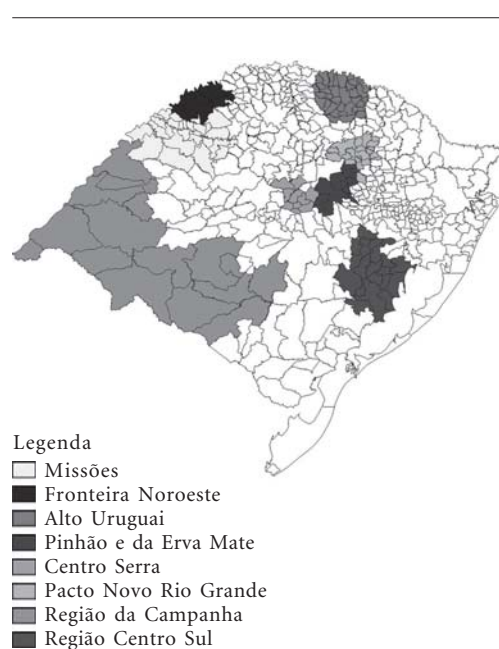 Legenda
Missões
Fronteira Noroeste
Alto Uruguai
Pinhão e da Erva Mate
Centro Serra
Pacto Novo Rio Grande
Região da Campanha
Região Centro Sul